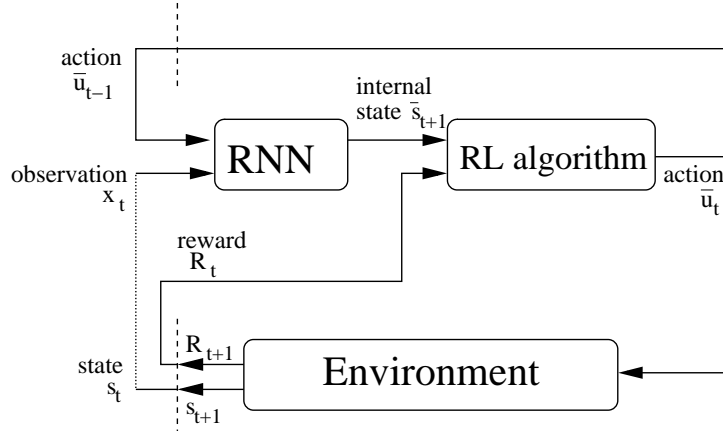 action
ū_{t−1}
internal
state s̄_{t+1}
RNN
RL algorithm
observation
x_t
action
ū_t
reward
R_t
R_{t+1}
Environment
state
s_t
s_{t+1}